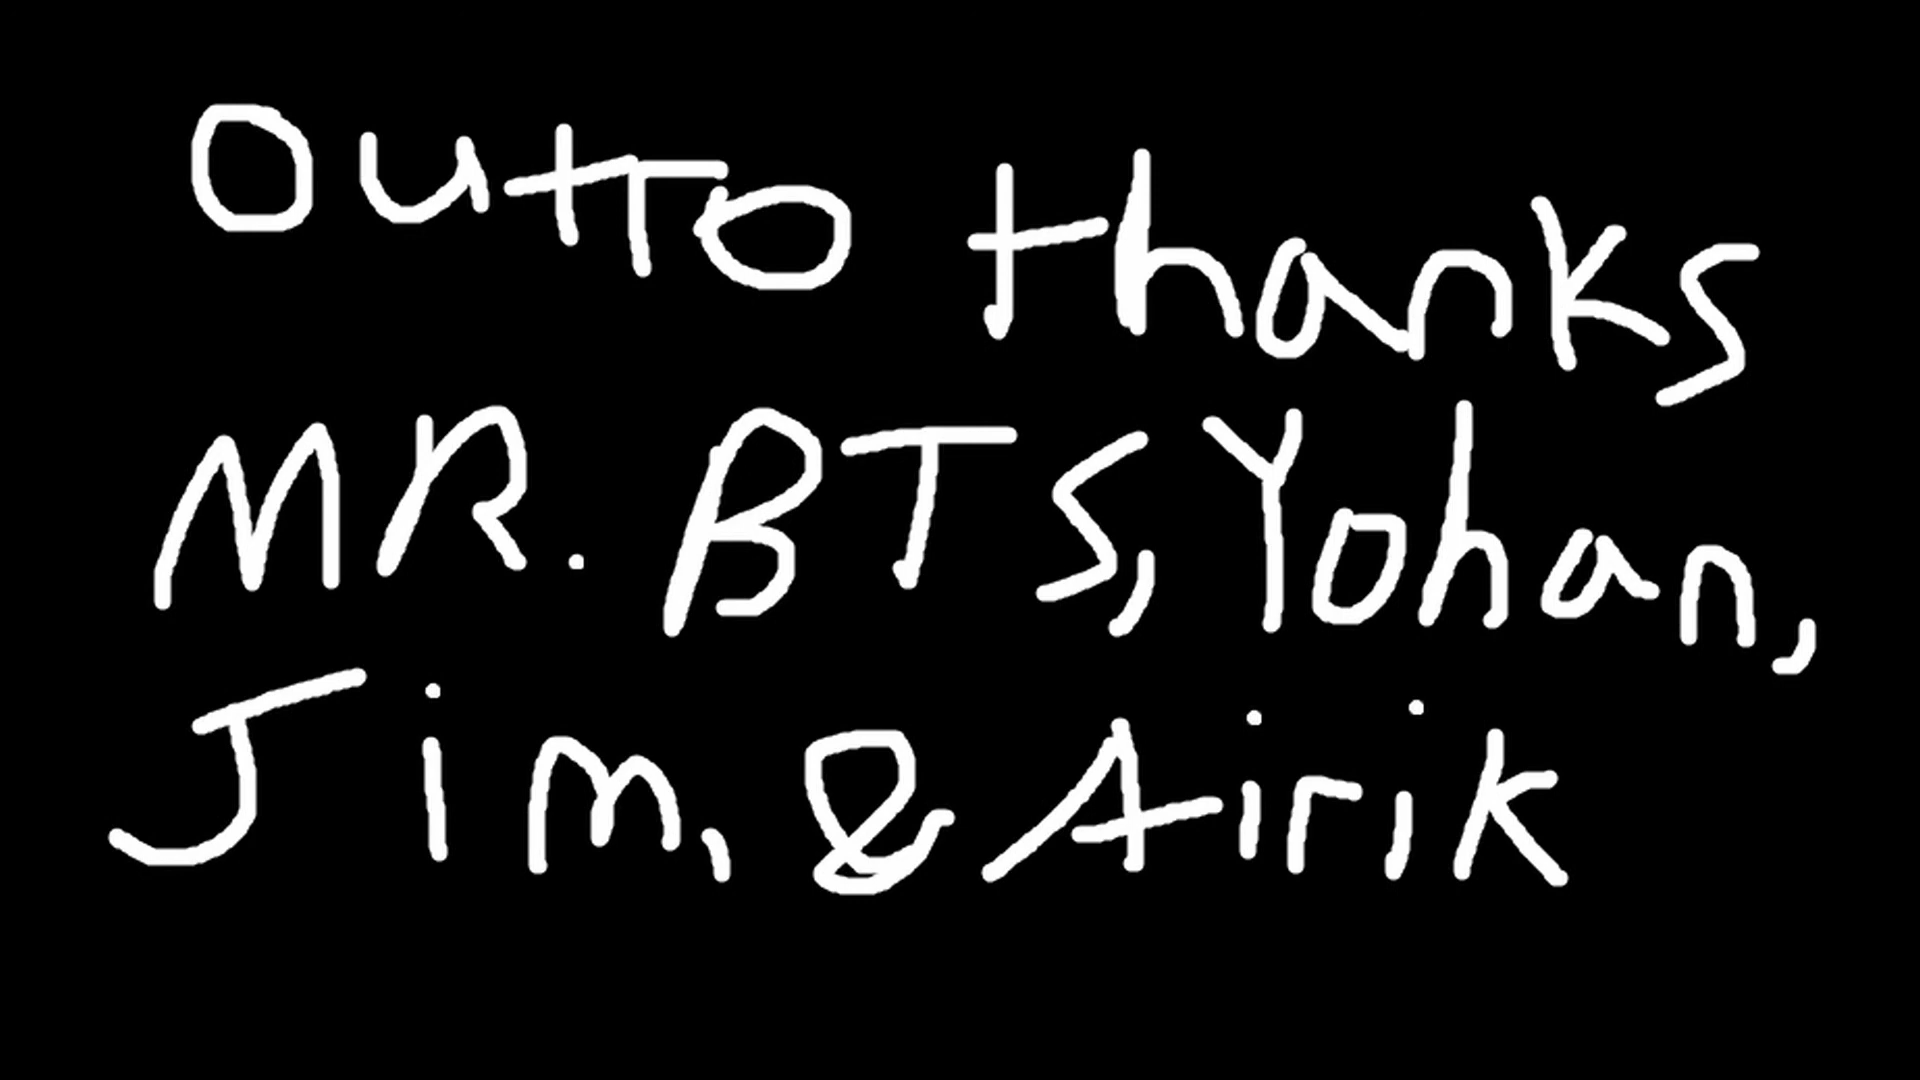 outto thanks
MR. BTS, Yohan,
Jim, & Airik